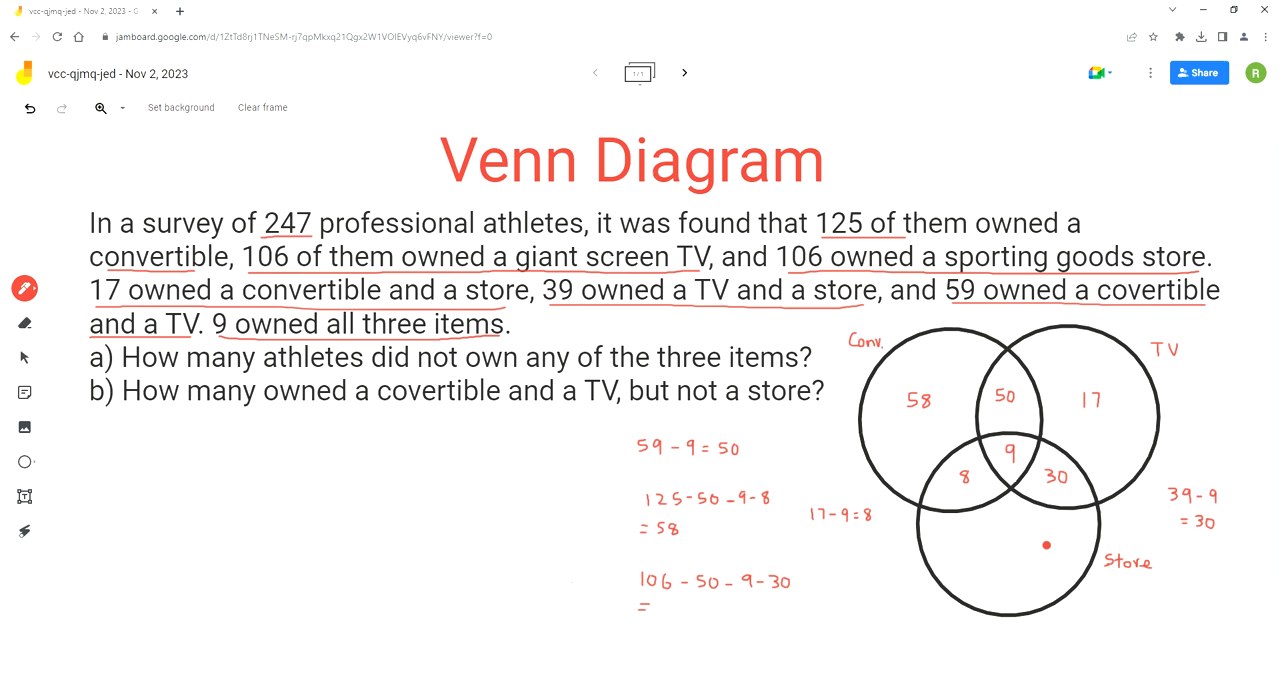 vcc-qjmq-jed - Nov 2, 2023 - G
jamboard.google.com/d/1ZtTd8rj1TNeSM-rj7qpMkxq21Qgx2W1VOlEVyq6vFNY/viewer?f=0
vcc-qjmq-jed - Nov 2, 2023
1 / 1
Share
R
Set background
Clear frame
Venn Diagram
In a survey of 247 professional athletes, it was found that 125 of them owned a
convertible, 106 of them owned a giant screen TV, and 106 owned a sporting goods store.
17 owned a convertible and a store, 39 owned a TV and a store, and 59 owned a covertible
and a TV. 9 owned all three items.
a) How many athletes did not own any of the three items?
b) How many owned a covertible and a TV, but not a store?
Conv.
TV
58
50
17
9
8
30
Store
59 - 9 = 50
125 - 50 - 9 - 8
= 58
17 - 9 = 8
39 - 9
= 30
106 - 50 - 9 - 30
=